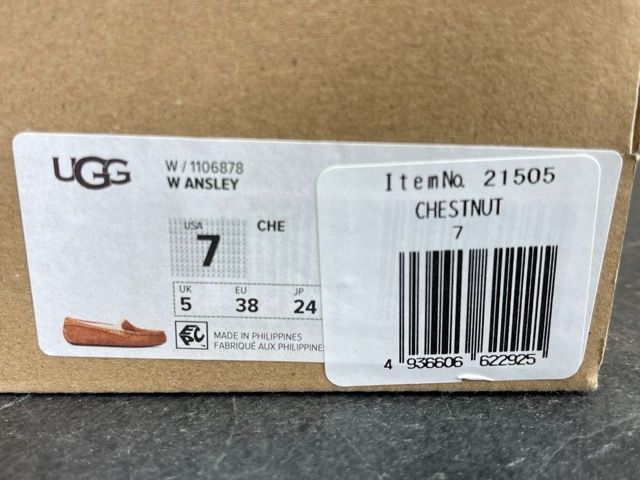 UGG
W / 1106878
W ANSLEY
USA
7
CHE
UK EU JP
5 38 24
MADE IN PHILIPPINES
FABRIQUÉ AUX PHILIPPINE
Item No. 21505
CHESTNUT
7
4 936606 622925